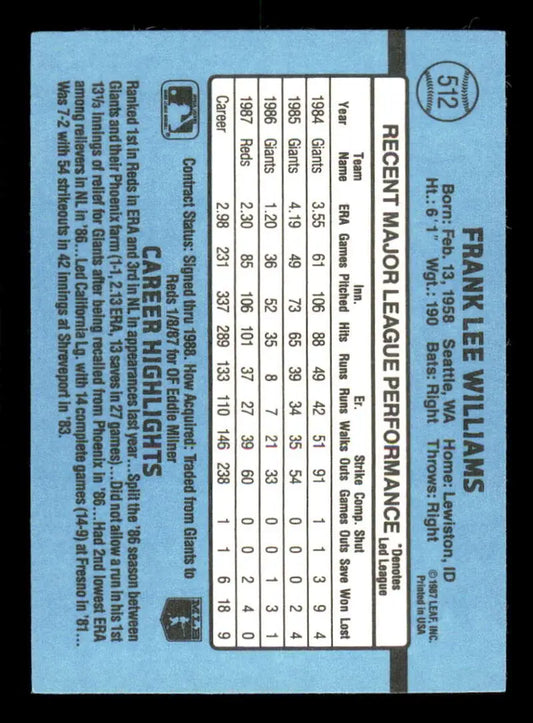 512
FRANK LEE WILLIAMS
Born: Feb. 13, 1958 Seattle, WA Home: Lewiston, ID
Ht.: 6'1" Wgt.: 190 Bats: Right Throws: Right
© 1987 LEAF, INC.
Printed in USA
RECENT MAJOR LEAGUE PERFORMANCE *Denotes
Led League
Team Inn. Er. Strike Comp. Shut
Year Name ERA Games Pitched Hits Runs Runs Walks Outs Games Outs Save Won Lost
1984 Giants 3.55 61 106 88 49 42 51 91 1 1 3 9 4
1985 Giants 4.19 49 73 65 39 34 35 54 0 0 0 2 4
1986 Giants 1.20 36 52 35 8 7 21 33 0 0 1 3 1
1987 Reds 2.30 85 106 101 37 27 39 60 0 0 2 4 0
Career 2.98 231 337 289 133 110 146 238 1 1 6 18 9
Contract Status: Signed thru 1988. How Acquired: Traded from Giants to
Reds 1/8/87 for OF Eddie Milner
MLB
CAREER HIGHLIGHTS
Ranked 1st in Reds in ERA and 3rd in NL in appearances last year...Split the '86 season between
Giants and their Phoenix farm (1-1, 2.13 ERA, 13 saves in 27 games)...Did not allow a run in his 1st
13⅓ innings of relief for Giants after being recalled from Phoenix in '86...Had 2nd lowest ERA
among relievers in NL in '86...Led California Lg. with 14 complete games (14-9) at Fresno in '81...
Was 7-2 with 54 strikeouts in 42 innings at Shreveport in '83.